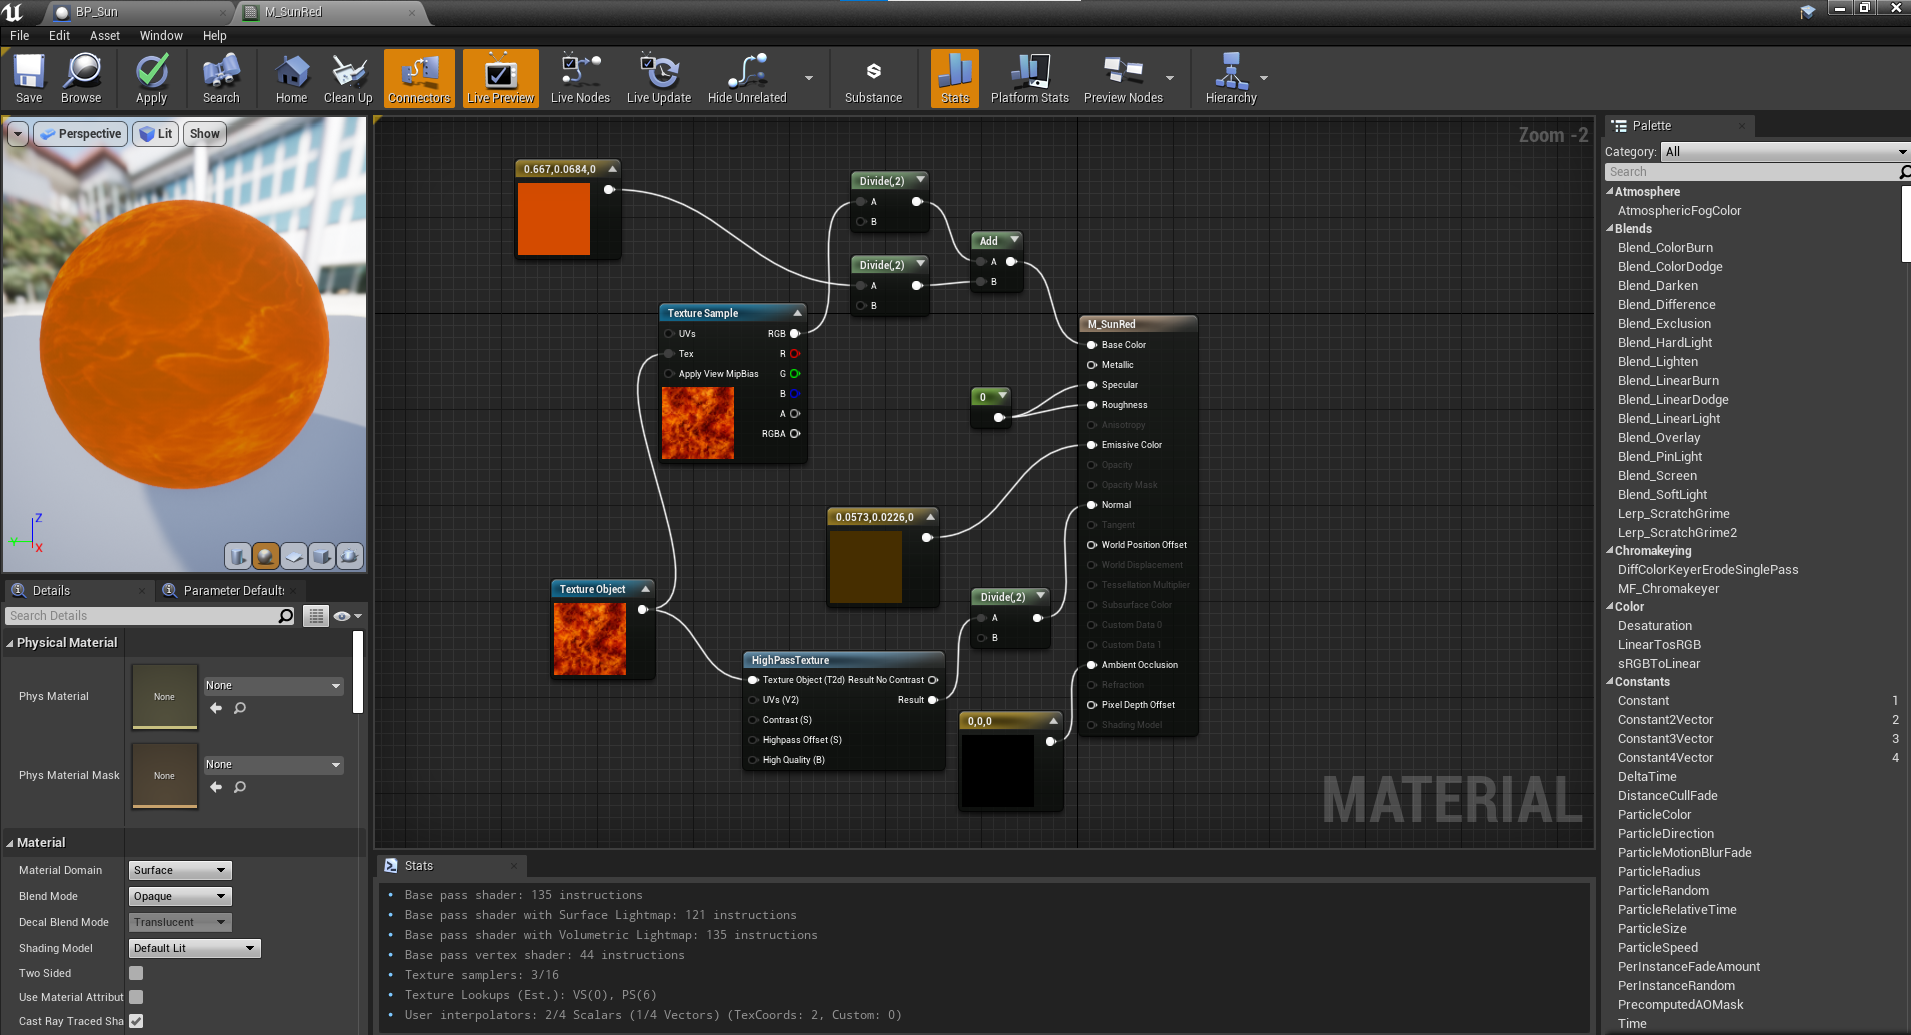 BP_Sun
M_SunRed
File Edit Asset Window Help
Save
Browse
Apply
Search
Home
Clean Up
Connectors
Live Preview
Live Nodes
Live Update
Hide Unrelated
Substance
Stats
Platform Stats
Preview Nodes
Hierarchy
Perspective
Lit
Show
Z
Y
X
Details
Parameter Default
Search Details
Physical Material
Phys Material
None
None
Phys Material Mask
None
None
Material
Material Domain
Surface
Blend Mode
Opaque
Decal Blend Mode
Translucent
Shading Model
Default Lit
Two Sided
Use Material Attribut
Cast Ray Traced Sha
Zoom -2
0.667,0.0684,0
Divide(,2)
A
B
Divide(,2)
A
B
Add
A
B
Texture Sample
UVs RGB
Tex R
Apply View MipBias G
B
A
RGBA
0
0.0573,0.0226,0
Texture Object
HighPassTexture
Texture Object (T2d) Result No Contrast
UVs (V2) Result
Contrast (S)
Highpass Offset (S)
High Quality (B)
Divide(,2)
A
B
0,0,0
M_SunRed
Base Color
Metallic
Specular
Roughness
Anisotropy
Emissive Color
Opacity
Opacity Mask
Normal
Tangent
World Position Offset
World Displacement
Tessellation Multiplier
Subsurface Color
Custom Data 0
Custom Data 1
Ambient Occlusion
Refraction
Pixel Depth Offset
Shading Model
MATERIAL
Stats
Base pass shader: 135 instructions
Base pass shader with Surface Lightmap: 121 instructions
Base pass shader with Volumetric Lightmap: 135 instructions
Base pass vertex shader: 44 instructions
Texture samplers: 3/16
Texture Lookups (Est.): VS(0), PS(6)
User interpolators: 2/4 Scalars (1/4 Vectors) (TexCoords: 2, Custom: 0)
Palette
Category: All
Search
Atmosphere
AtmosphericFogColor
Blends
Blend_ColorBurn
Blend_ColorDodge
Blend_Darken
Blend_Difference
Blend_Exclusion
Blend_HardLight
Blend_Lighten
Blend_LinearBurn
Blend_LinearDodge
Blend_LinearLight
Blend_Overlay
Blend_PinLight
Blend_Screen
Blend_SoftLight
Lerp_ScratchGrime
Lerp_ScratchGrime2
Chromakeying
DiffColorKeyerErodeSinglePass
MF_Chromakeyer
Color
Desaturation
LinearTosRGB
sRGBToLinear
Constants
Constant 1
Constant2Vector 2
Constant3Vector 3
Constant4Vector 4
DeltaTime
DistanceCullFade
ParticleColor
ParticleDirection
ParticleMotionBlurFade
ParticleRadius
ParticleRandom
ParticleRelativeTime
ParticleSize
ParticleSpeed
PerInstanceFadeAmount
PerInstanceRandom
PrecomputedAOMask
Time